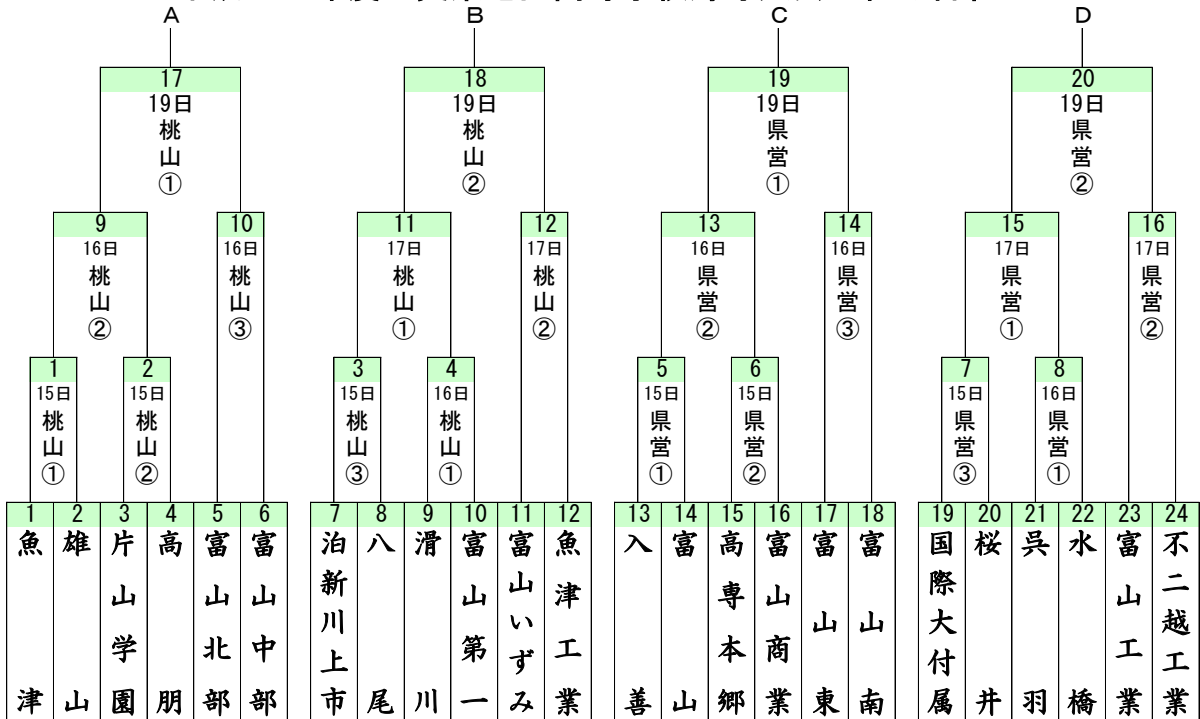 A B C D
17 18 19 20
19日 19日 19日 19日
桃山① 桃山② 県営① 県営②
9 10 11 12 13 14 15 16
16日 16日 17日 17日 16日 16日 17日 17日
桃山② 桃山③ 桃山① 桃山② 県営② 県営③ 県営① 県営②
1 2 3 4 5 6 7 8
15日 15日 15日 16日 15日 15日 15日 16日
桃山① 桃山② 桃山③ 桃山① 県営① 県営② 県営③ 県営①
1 魚津
2 雄山
3 片山学園
4 高朋
5 富山北部
6 富山中部
7 泊新川上市
8 八尾
9 滑川
10 富山第一
11 富山いずみ
12 魚津工業
13 入善
14 富山
15 高専本郷
16 富山商業
17 富山東
18 富山南
19 国際大付属
20 桜井
21 呉羽
22 水橋
23 富山工業
24 不二越工業